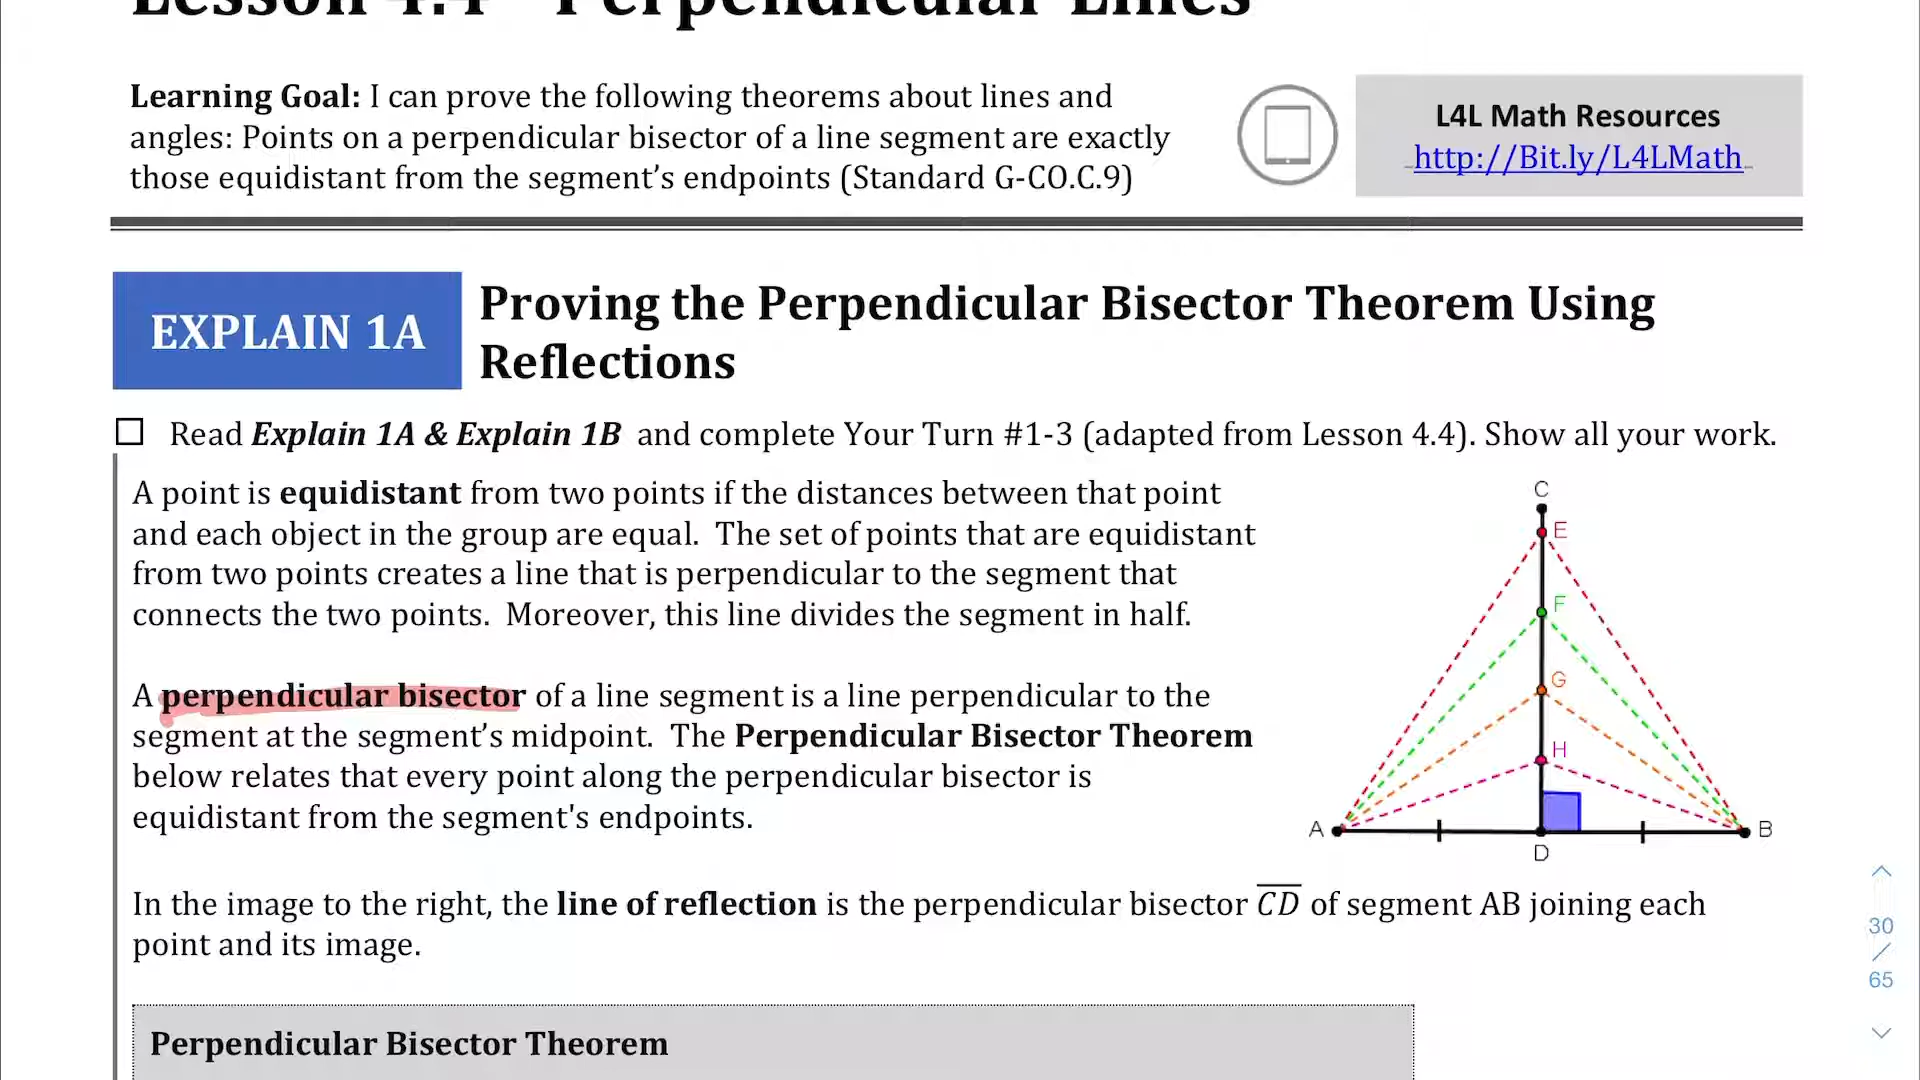 Lesson 4.4 Perpendicular Lines
Learning Goal: I can prove the following theorems about lines and
angles: Points on a perpendicular bisector of a line segment are exactly
those equidistant from the segment’s endpoints (Standard G-CO.C.9)
L4L Math Resources
http://Bit.ly/L4LMath
EXPLAIN 1A
Proving the Perpendicular Bisector Theorem Using
Reflections
Read Explain 1A & Explain 1B and complete Your Turn #1-3 (adapted from Lesson 4.4). Show all your work.
A point is equidistant from two points if the distances between that point
and each object in the group are equal. The set of points that are equidistant
from two points creates a line that is perpendicular to the segment that
connects the two points. Moreover, this line divides the segment in half.
A perpendicular bisector of a line segment is a line perpendicular to the
segment at the segment’s midpoint. The Perpendicular Bisector Theorem
below relates that every point along the perpendicular bisector is
equidistant from the segment's endpoints.
C
E
F
G
H
A
B
D
In the image to the right, the line of reflection is the perpendicular bisector C̅D̅ of segment AB joining each
point and its image.
Perpendicular Bisector Theorem
30
/
65